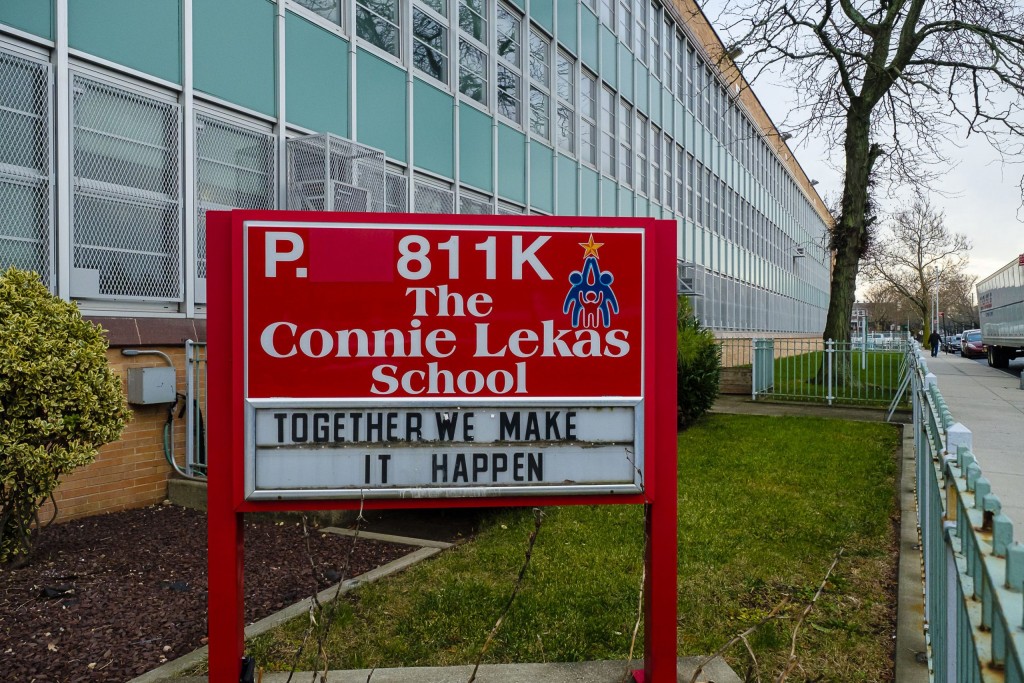 P. 811K
The
Connie Lekas
School
TOGETHER WE MAKE
IT HAPPEN